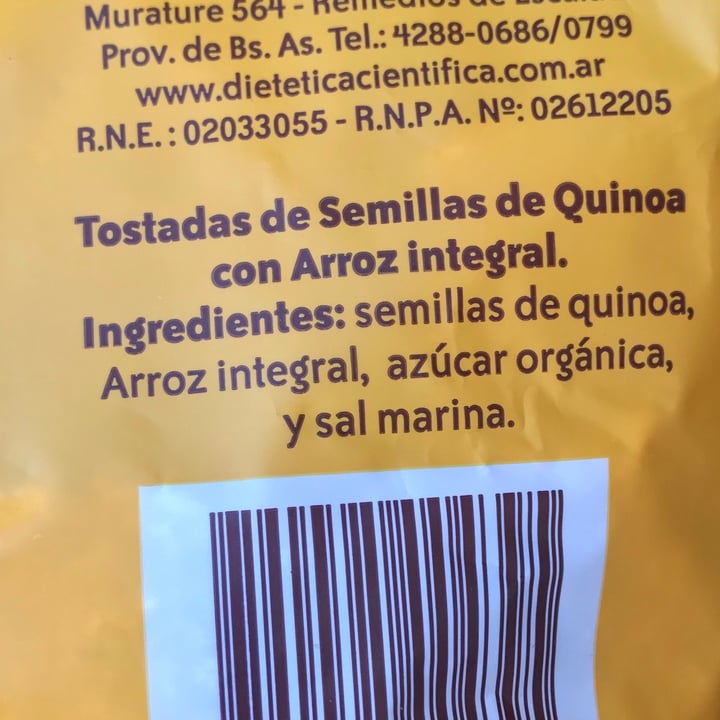 Murature 564 - Remedios de
Prov. de Bs. As. Tel.: 4288-0686/0799
www.dieteticacientifica.com.ar
R.N.E. : 02033055 - R.N.P.A. Nº: 02612205
Tostadas de Semillas de Quinoa
con Arroz integral.
Ingredientes: semillas de quinoa,
Arroz integral, azúcar orgánica,
y sal marina.